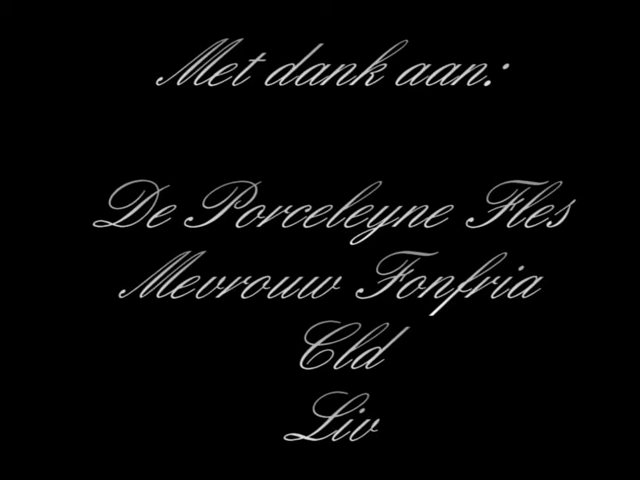 Met dank aan:
De Porceleyne Fles
Mevrouw Fonfria
Cld
Liv